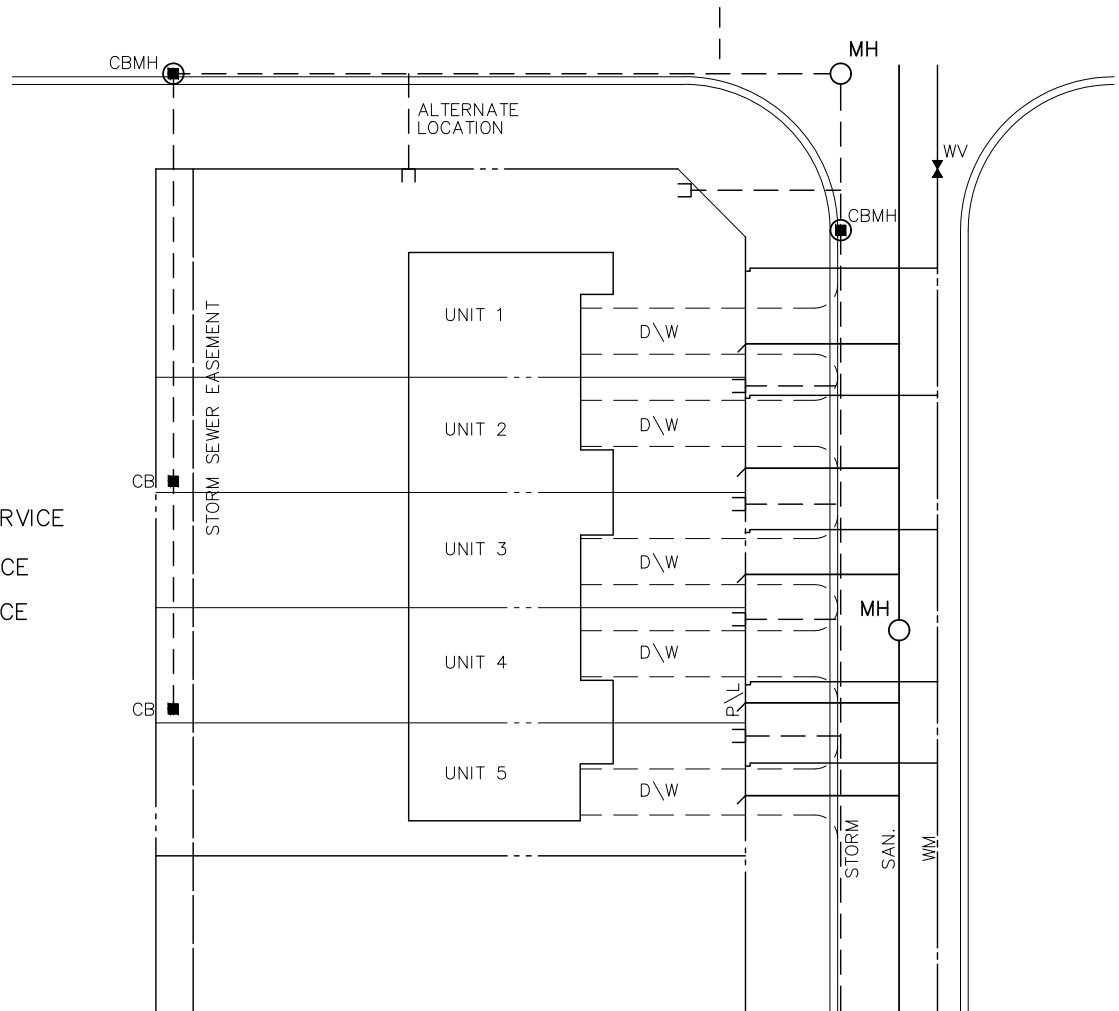 MH
CBMH
ALTERNATE
LOCATION
WV
CBMH
UNIT 1
D\W
STORM SEWER EASEMENT
UNIT 2
D\W
CB
RVICE
UNIT 3
D\W
CE
CE
MH
UNIT 4
D\W
P\L
CB
UNIT 5
D\W
STORM
SAN.
WM